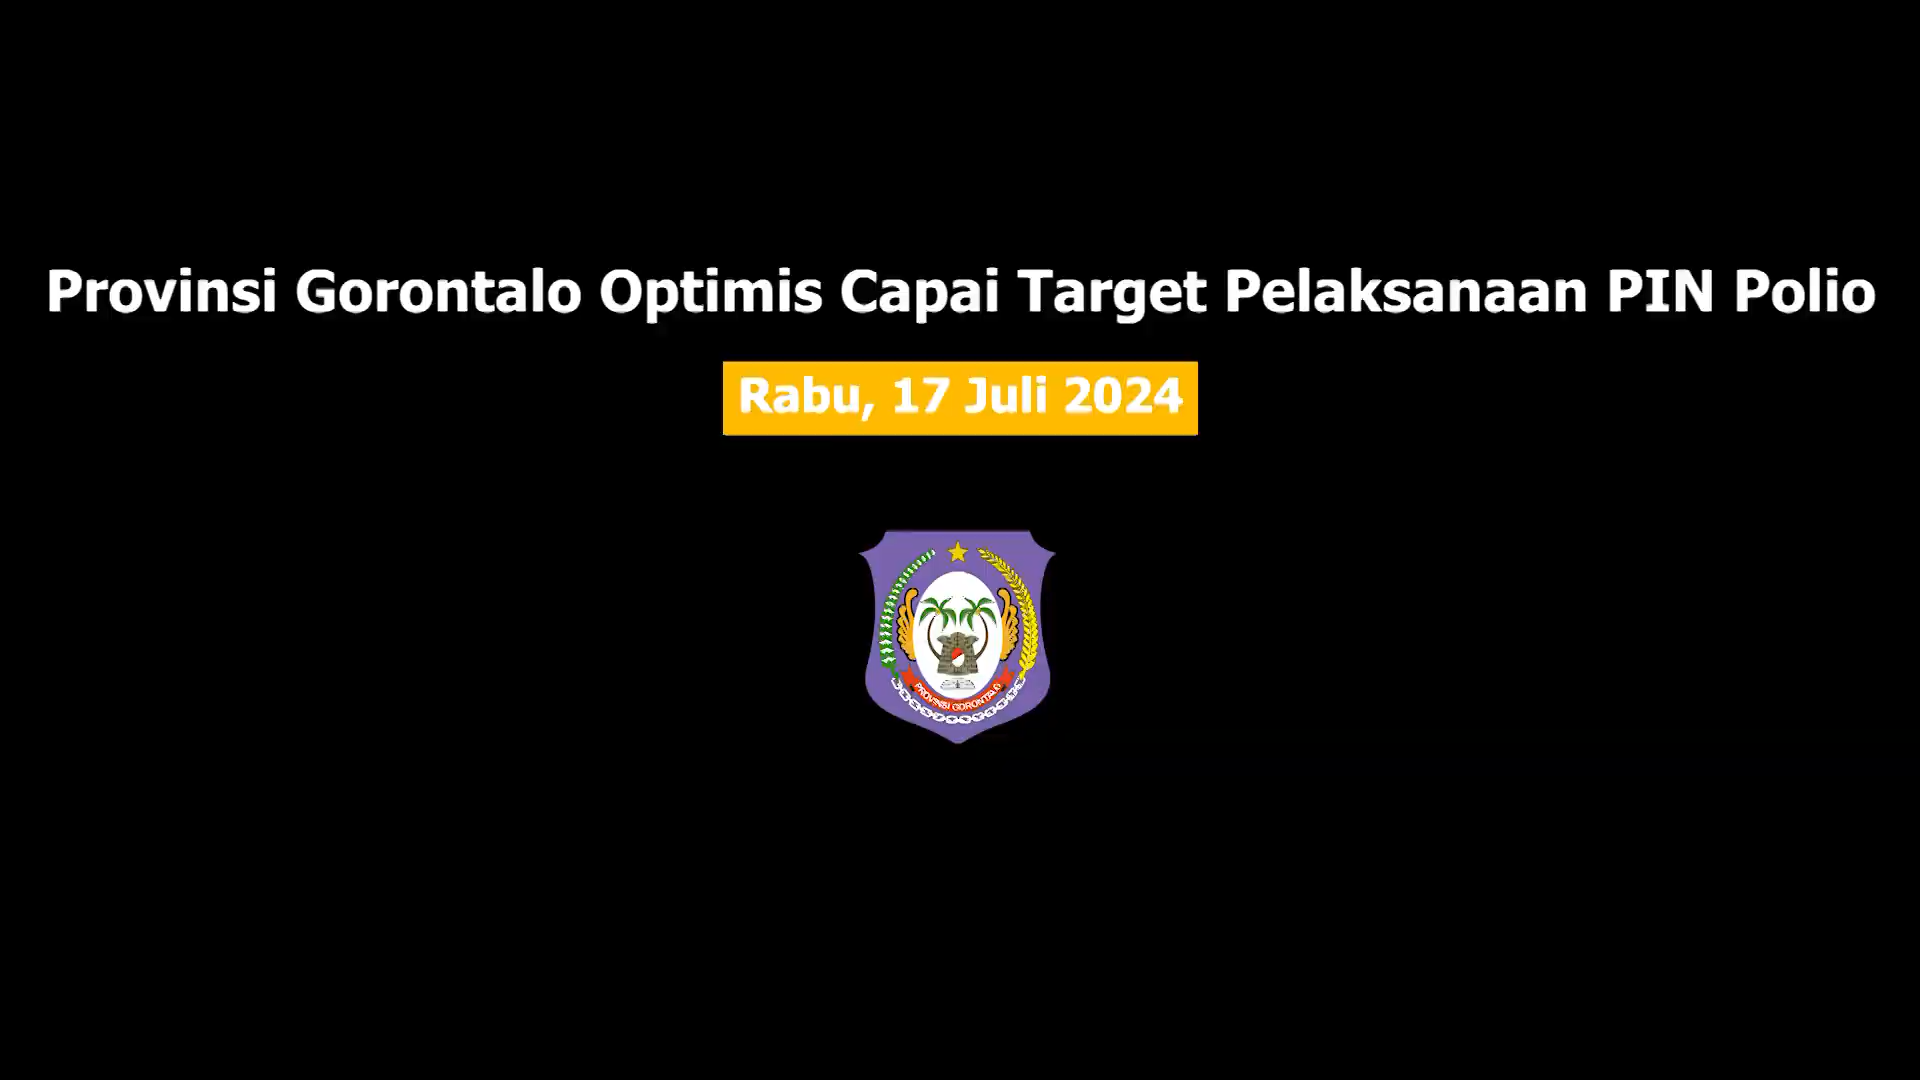 Provinsi Gorontalo Optimis Capai Target Pelaksanaan PIN Polio
Rabu, 17 Juli 2024
PROVINSI GORONTALO